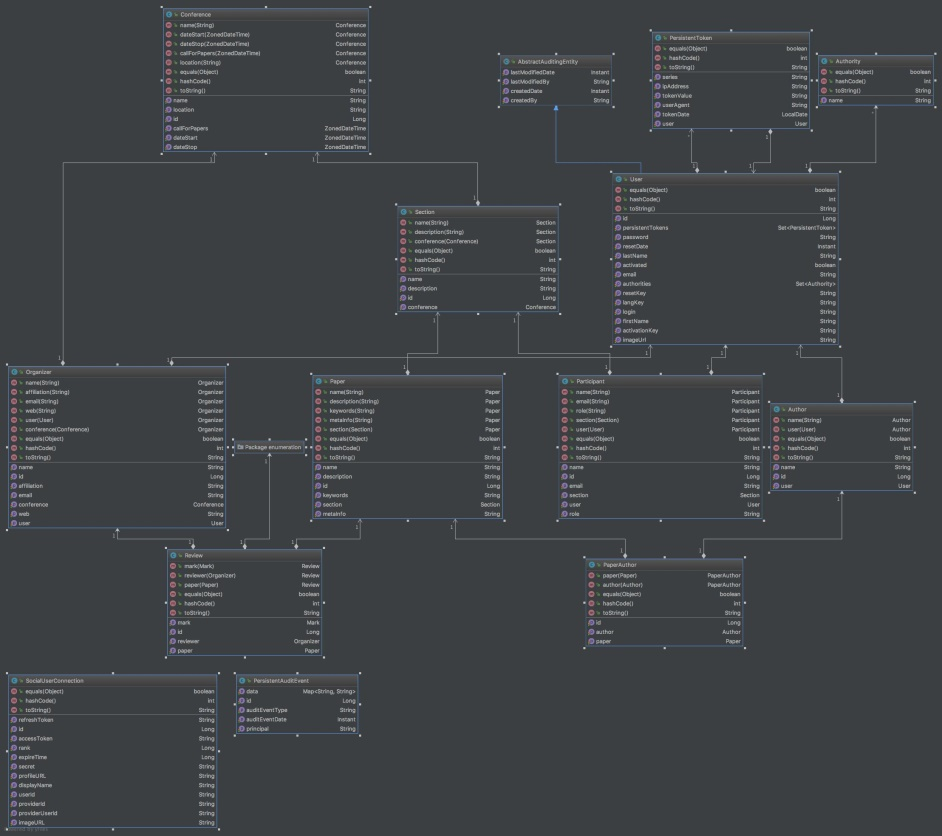 Conference
name(String) Conference
dateStart(ZonedDateTime) Conference
dateStop(ZonedDateTime) Conference
callForPapers(ZonedDateTime) Conference
location(String) Conference
equals(Object) boolean
hashCode() int
toString() String
name String
location String
id Long
callForPapers ZonedDateTime
dateStart ZonedDateTime
dateStop ZonedDateTime
AbstractAuditingEntity
lastModifiedDate Instant
lastModifiedBy String
createdDate Instant
createdBy String
PersistentToken
equals(Object) boolean
hashCode() int
toString() String
series String
ipAddress String
tokenValue String
userAgent String
tokenDate LocalDate
user User
Authority
equals(Object) boolean
hashCode() int
toString() String
name String
Section
name(String) Section
description(String) Section
conference(Conference) Section
equals(Object) boolean
hashCode() int
toString() String
name String
description String
id Long
conference Conference
User
equals(Object) boolean
hashCode() int
toString() String
id Long
persistentTokens Set<PersistentToken>
password String
resetDate Instant
lastName String
activated boolean
email String
authorities Set<Authority>
resetKey String
langKey String
login String
firstName String
activationKey String
imageUrl String
Organizer
name(String) Organizer
affiliation(String) Organizer
email(String) Organizer
web(String) Organizer
user(User) Organizer
conference(Conference) Organizer
equals(Object) boolean
hashCode() int
toString() String
name String
id Long
affiliation String
email String
conference Conference
web String
user User
Package enumeration
Paper
name(String) Paper
description(String) Paper
keywords(String) Paper
metaInfo(String) Paper
section(Section) Paper
equals(Object) boolean
hashCode() int
toString() String
name String
description String
id Long
keywords String
section Section
metaInfo String
Participant
name(String) Participant
email(String) Participant
role(String) Participant
section(Section) Participant
user(User) Participant
equals(Object) boolean
hashCode() int
toString() String
name String
id Long
email String
section Section
user User
role String
Author
name(String) Author
user(User) Author
equals(Object) boolean
hashCode() int
toString() String
name String
id Long
user User
Review
mark(Mark) Review
reviewer(Organizer) Review
paper(Paper) Review
equals(Object) boolean
hashCode() int
toString() String
mark Mark
id Long
reviewer Organizer
paper Paper
PaperAuthor
paper(Paper) PaperAuthor
author(Author) PaperAuthor
equals(Object) boolean
hashCode() int
toString() String
id Long
author Author
paper Paper
SocialUserConnection
equals(Object) boolean
hashCode() int
toString() String
refreshToken String
id Long
accessToken String
rank Long
expireTime Long
secret String
profileURL String
displayName String
userId String
providerId String
providerUserId String
imageURL String
PersistentAuditEvent
data Map<String, String>
id Long
auditEventType String
auditEventDate Instant
principal String